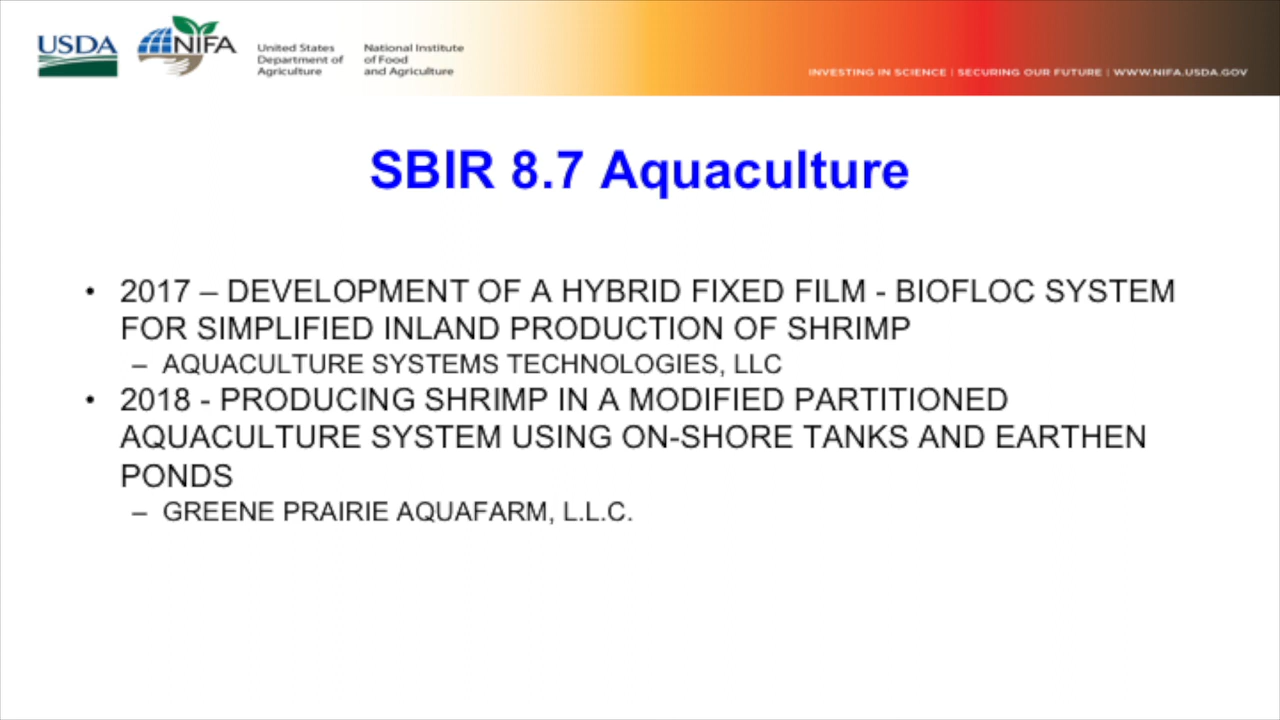 USDA
NIFA
United States
Department of
Agriculture
National Institute
of Food
and Agriculture
INVESTING IN SCIENCE | SECURING OUR FUTURE | WWW.NIFA.USDA.GOV
SBIR 8.7 Aquaculture
• 2017 – DEVELOPMENT OF A HYBRID FIXED FILM - BIOFLOC SYSTEM
FOR SIMPLIFIED INLAND PRODUCTION OF SHRIMP
– AQUACULTURE SYSTEMS TECHNOLOGIES, LLC
• 2018 - PRODUCING SHRIMP IN A MODIFIED PARTITIONED
AQUACULTURE SYSTEM USING ON-SHORE TANKS AND EARTHEN
PONDS
– GREENE PRAIRIE AQUAFARM, L.L.C.